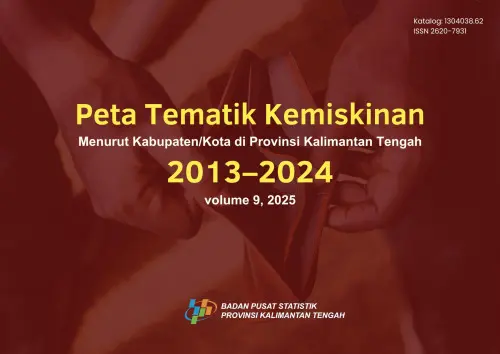 Katalog: 1304038.62
ISSN 2620-7931
Peta Tematik Kemiskinan
Menurut Kabupaten/Kota di Provinsi Kalimantan Tengah
2013–2024
volume 9, 2025
BADAN PUSAT STATISTIK
PROVINSI KALIMANTAN TENGAH